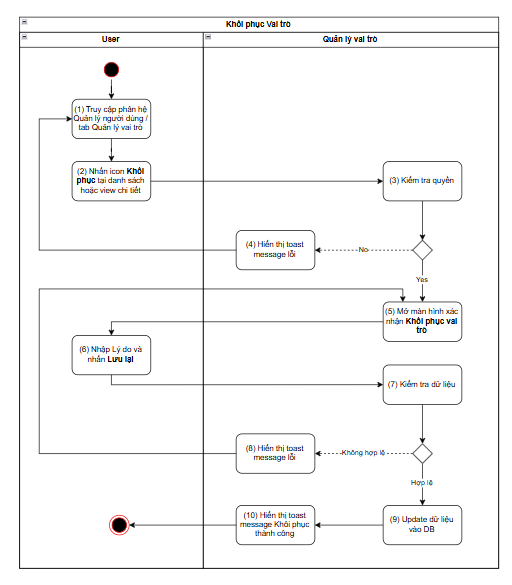 Khôi phục Vai trò
User
Quản lý vai trò
(1) Truy cập phân hệ
Quản lý người dùng /
tab Quản lý vai trò
(2) Nhấn icon Khôi
phục tại danh sách
hoặc view chi tiết
(3) Kiểm tra quyền
(4) Hiển thị toast
message lỗi
No
Yes
(5) Mở màn hình xác
nhận Khôi phục vai
trò
(6) Nhập Lý do và
nhấn Lưu lại
(7) Kiểm tra dữ liệu
(8) Hiển thị toast
message lỗi
Không hợp lệ
Hợp lệ
(10) Hiển thị toast
message Khôi phục
thành công
(9) Update dữ liệu
vào DB